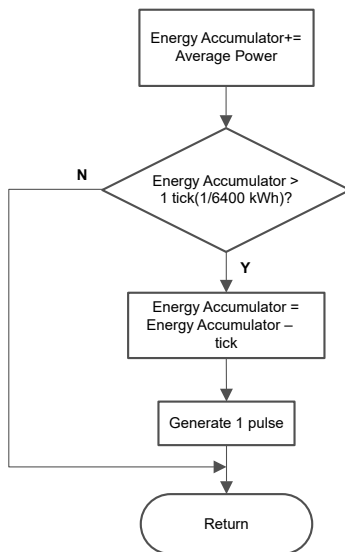 Energy Accumulator+=
Average Power
N
Energy Accumulator >
1 tick(1/6400 kWh)?
Y
Energy Accumulator =
Energy Accumulator –
tick
Generate 1 pulse
Return